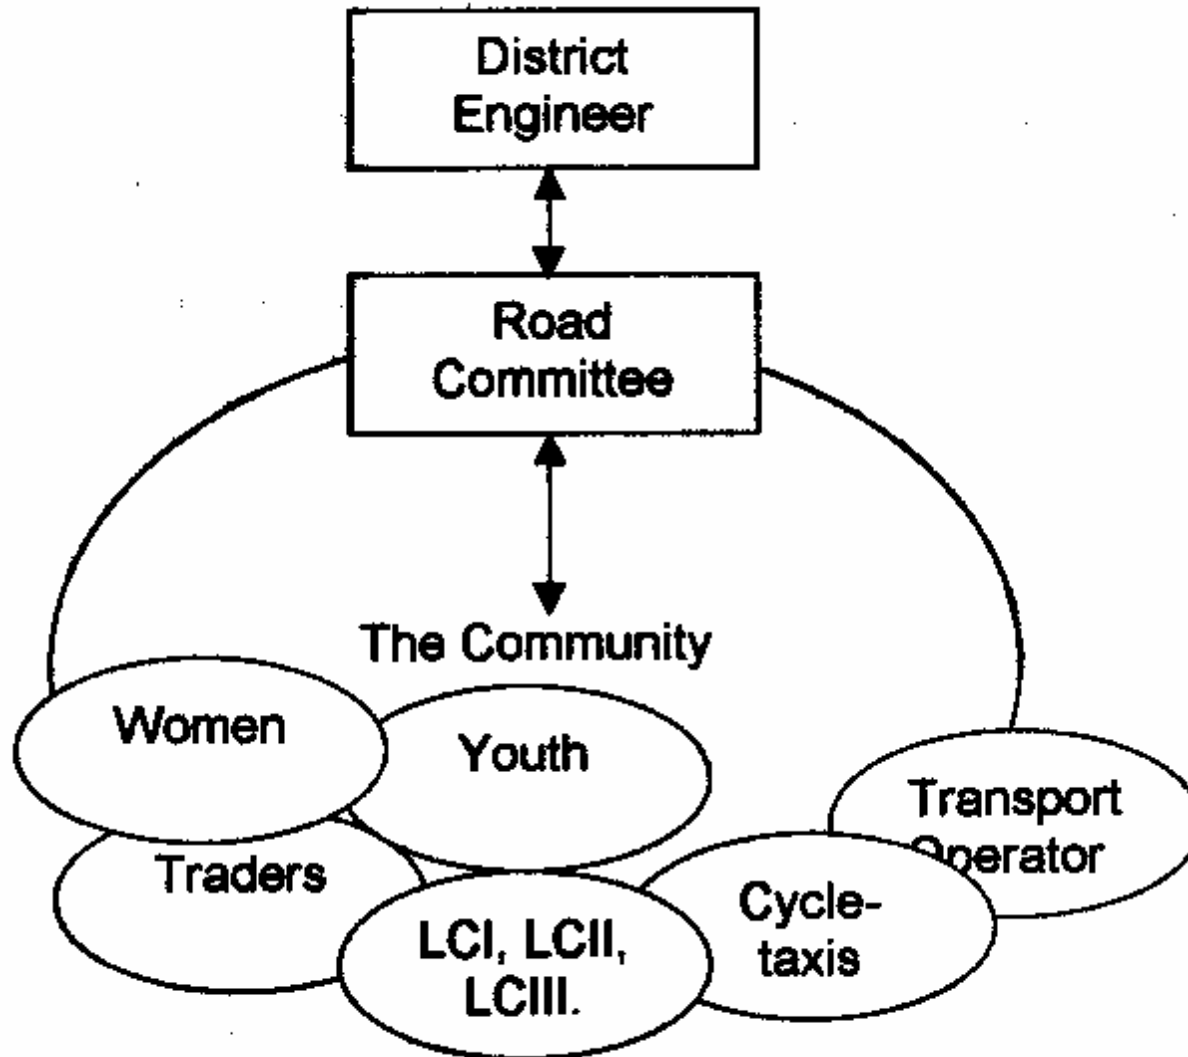 District
Engineer
Road
Committee
The Community
Women
Youth
Transport
Operator
Traders
Cycle-
taxis
LCI, LCII,
LCIII.